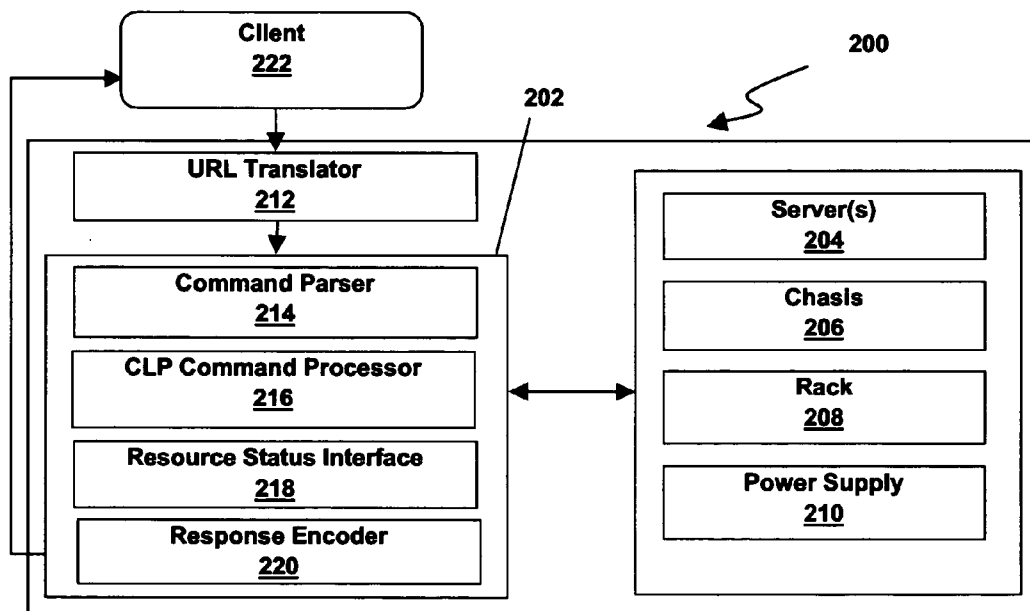 Client
222
200
202
URL Translator
212
Command Parser
214
CLP Command Processor
216
Resource Status Interface
218
Response Encoder
220
Server(s)
204
Chasis
206
Rack
208
Power Supply
210